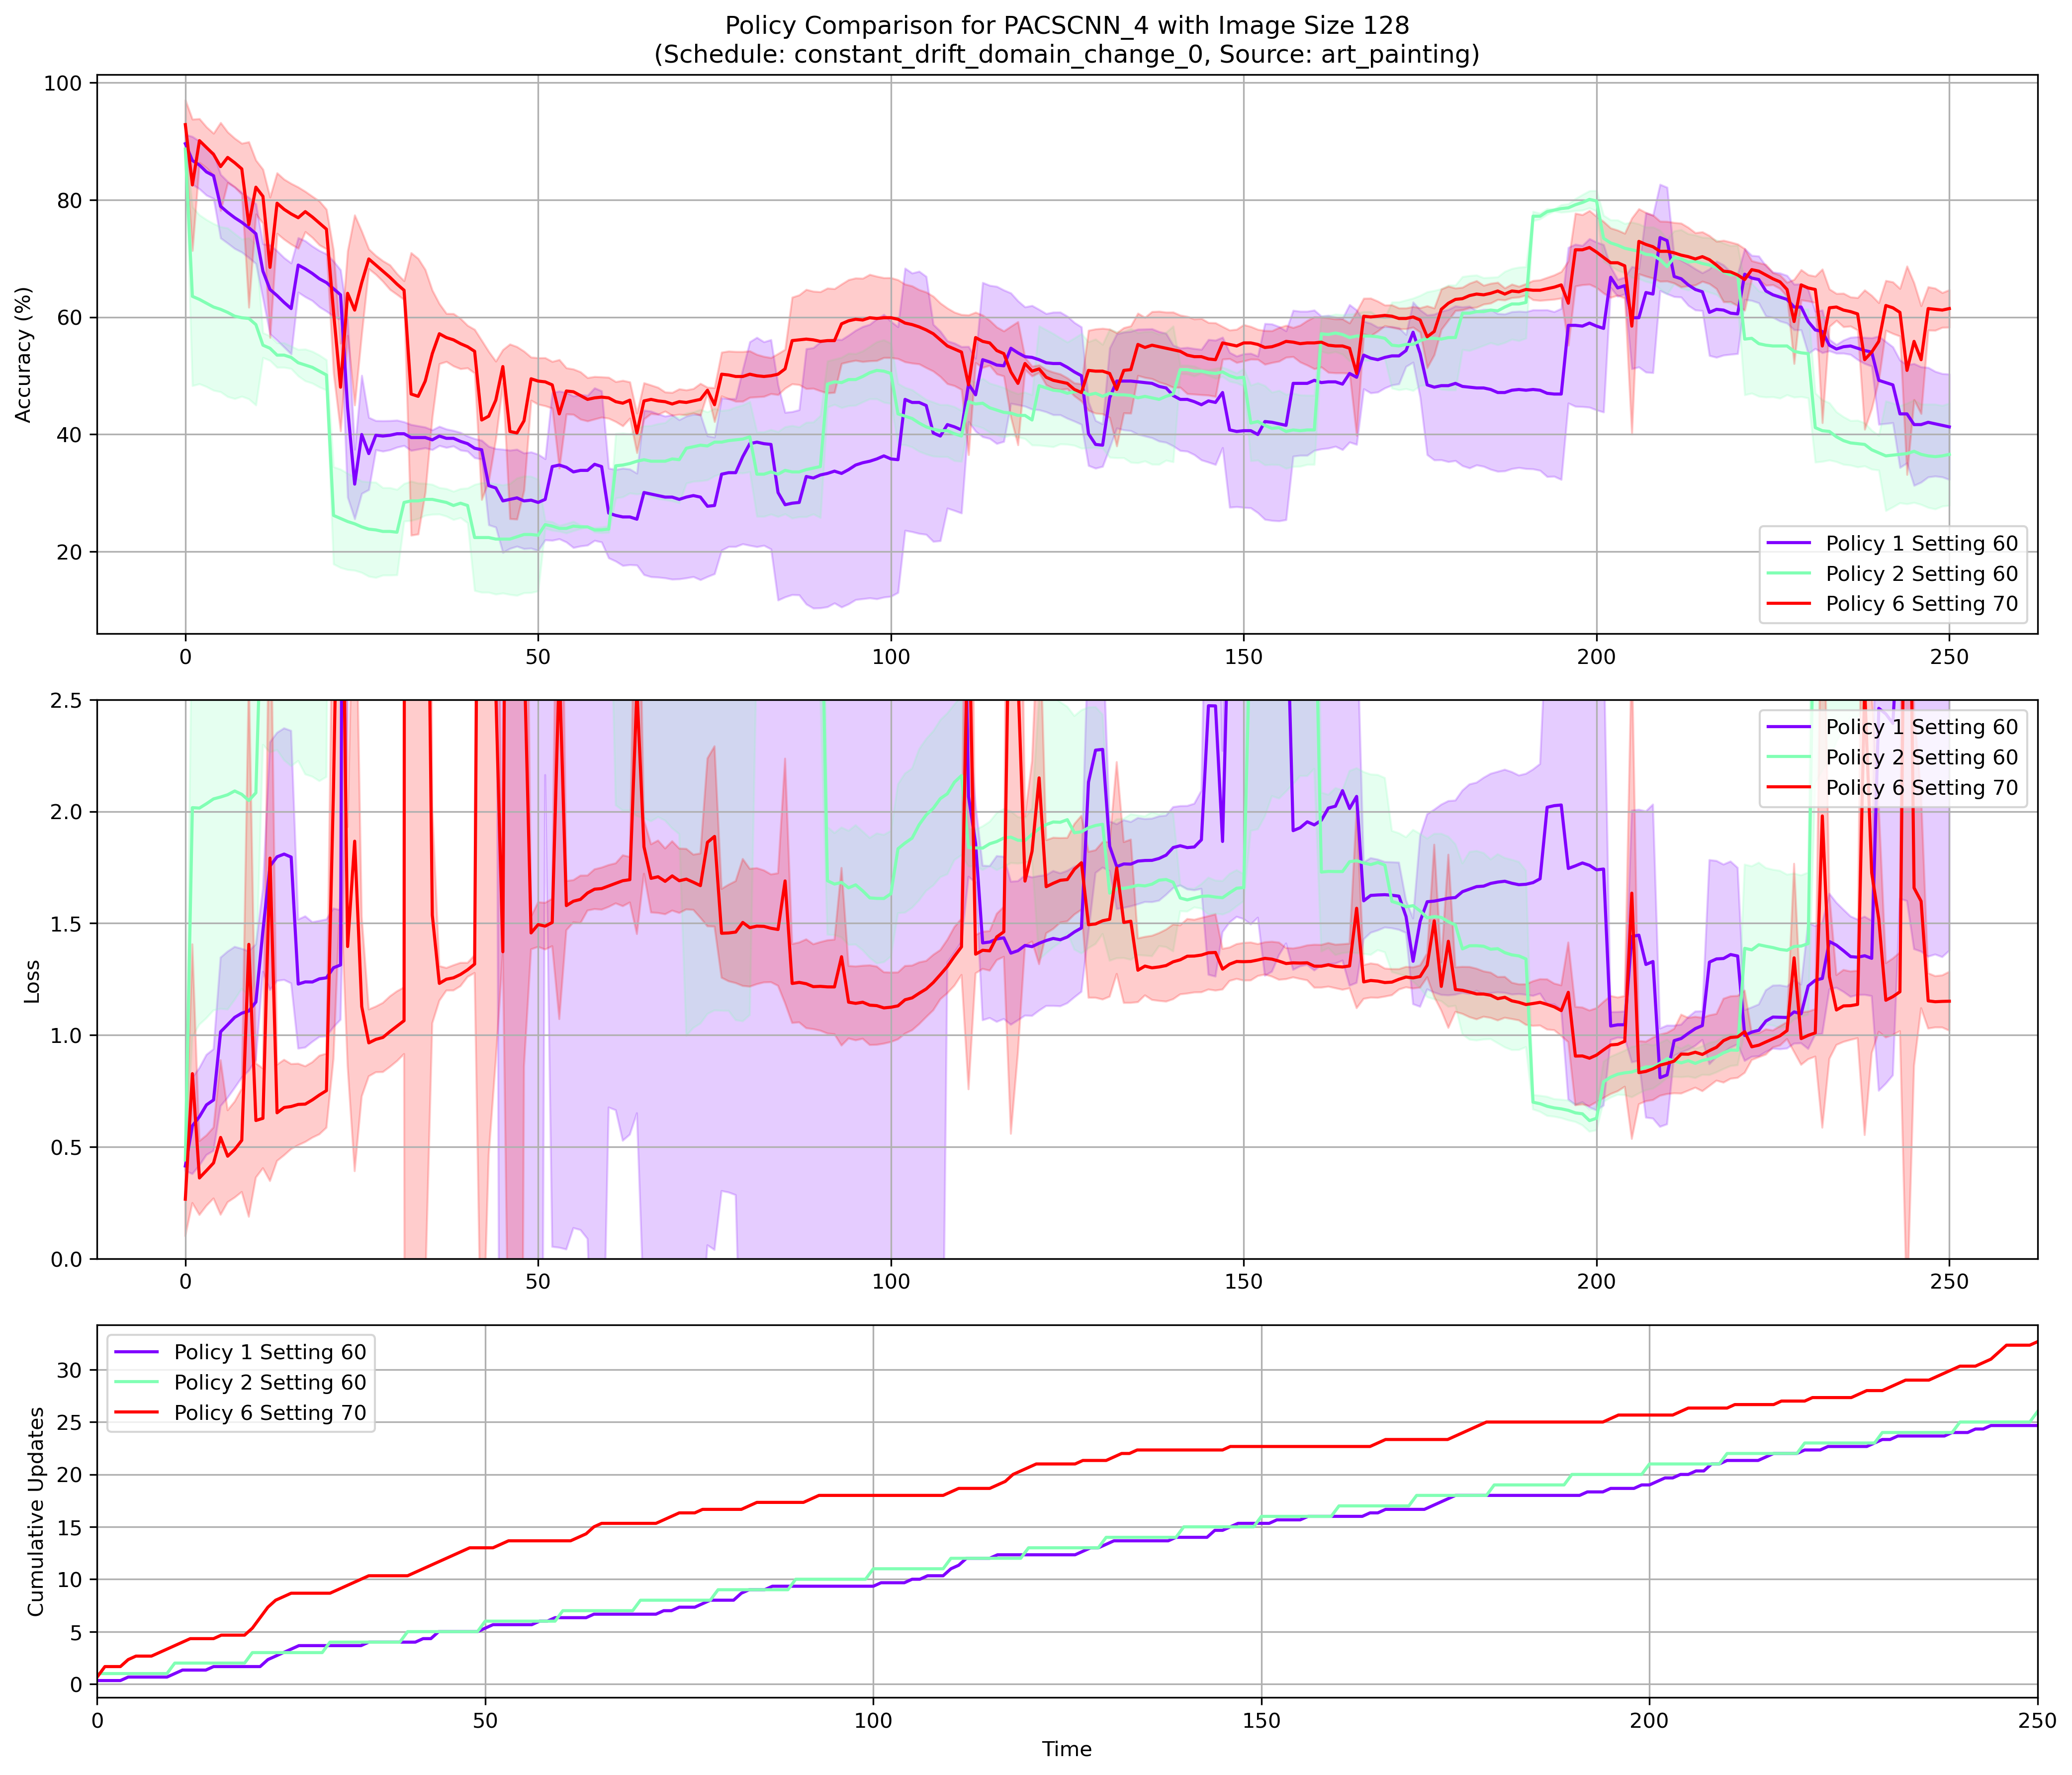 Policy Comparison for PACSCNN_4 with Image Size 128
(Schedule: constant_drift_domain_change_0, Source: art_painting)
Accuracy (%)
100
80
60
40
20
0 50 100 150 200 250
Policy 1 Setting 60
Policy 2 Setting 60
Policy 6 Setting 70
Loss
2.5
2.0
1.5
1.0
0.5
0.0
0 50 100 150 200 250
Policy 1 Setting 60
Policy 2 Setting 60
Policy 6 Setting 70
Cumulative Updates
30
25
20
15
10
5
0
0 50 100 150 200 250
Policy 1 Setting 60
Policy 2 Setting 60
Policy 6 Setting 70
Time